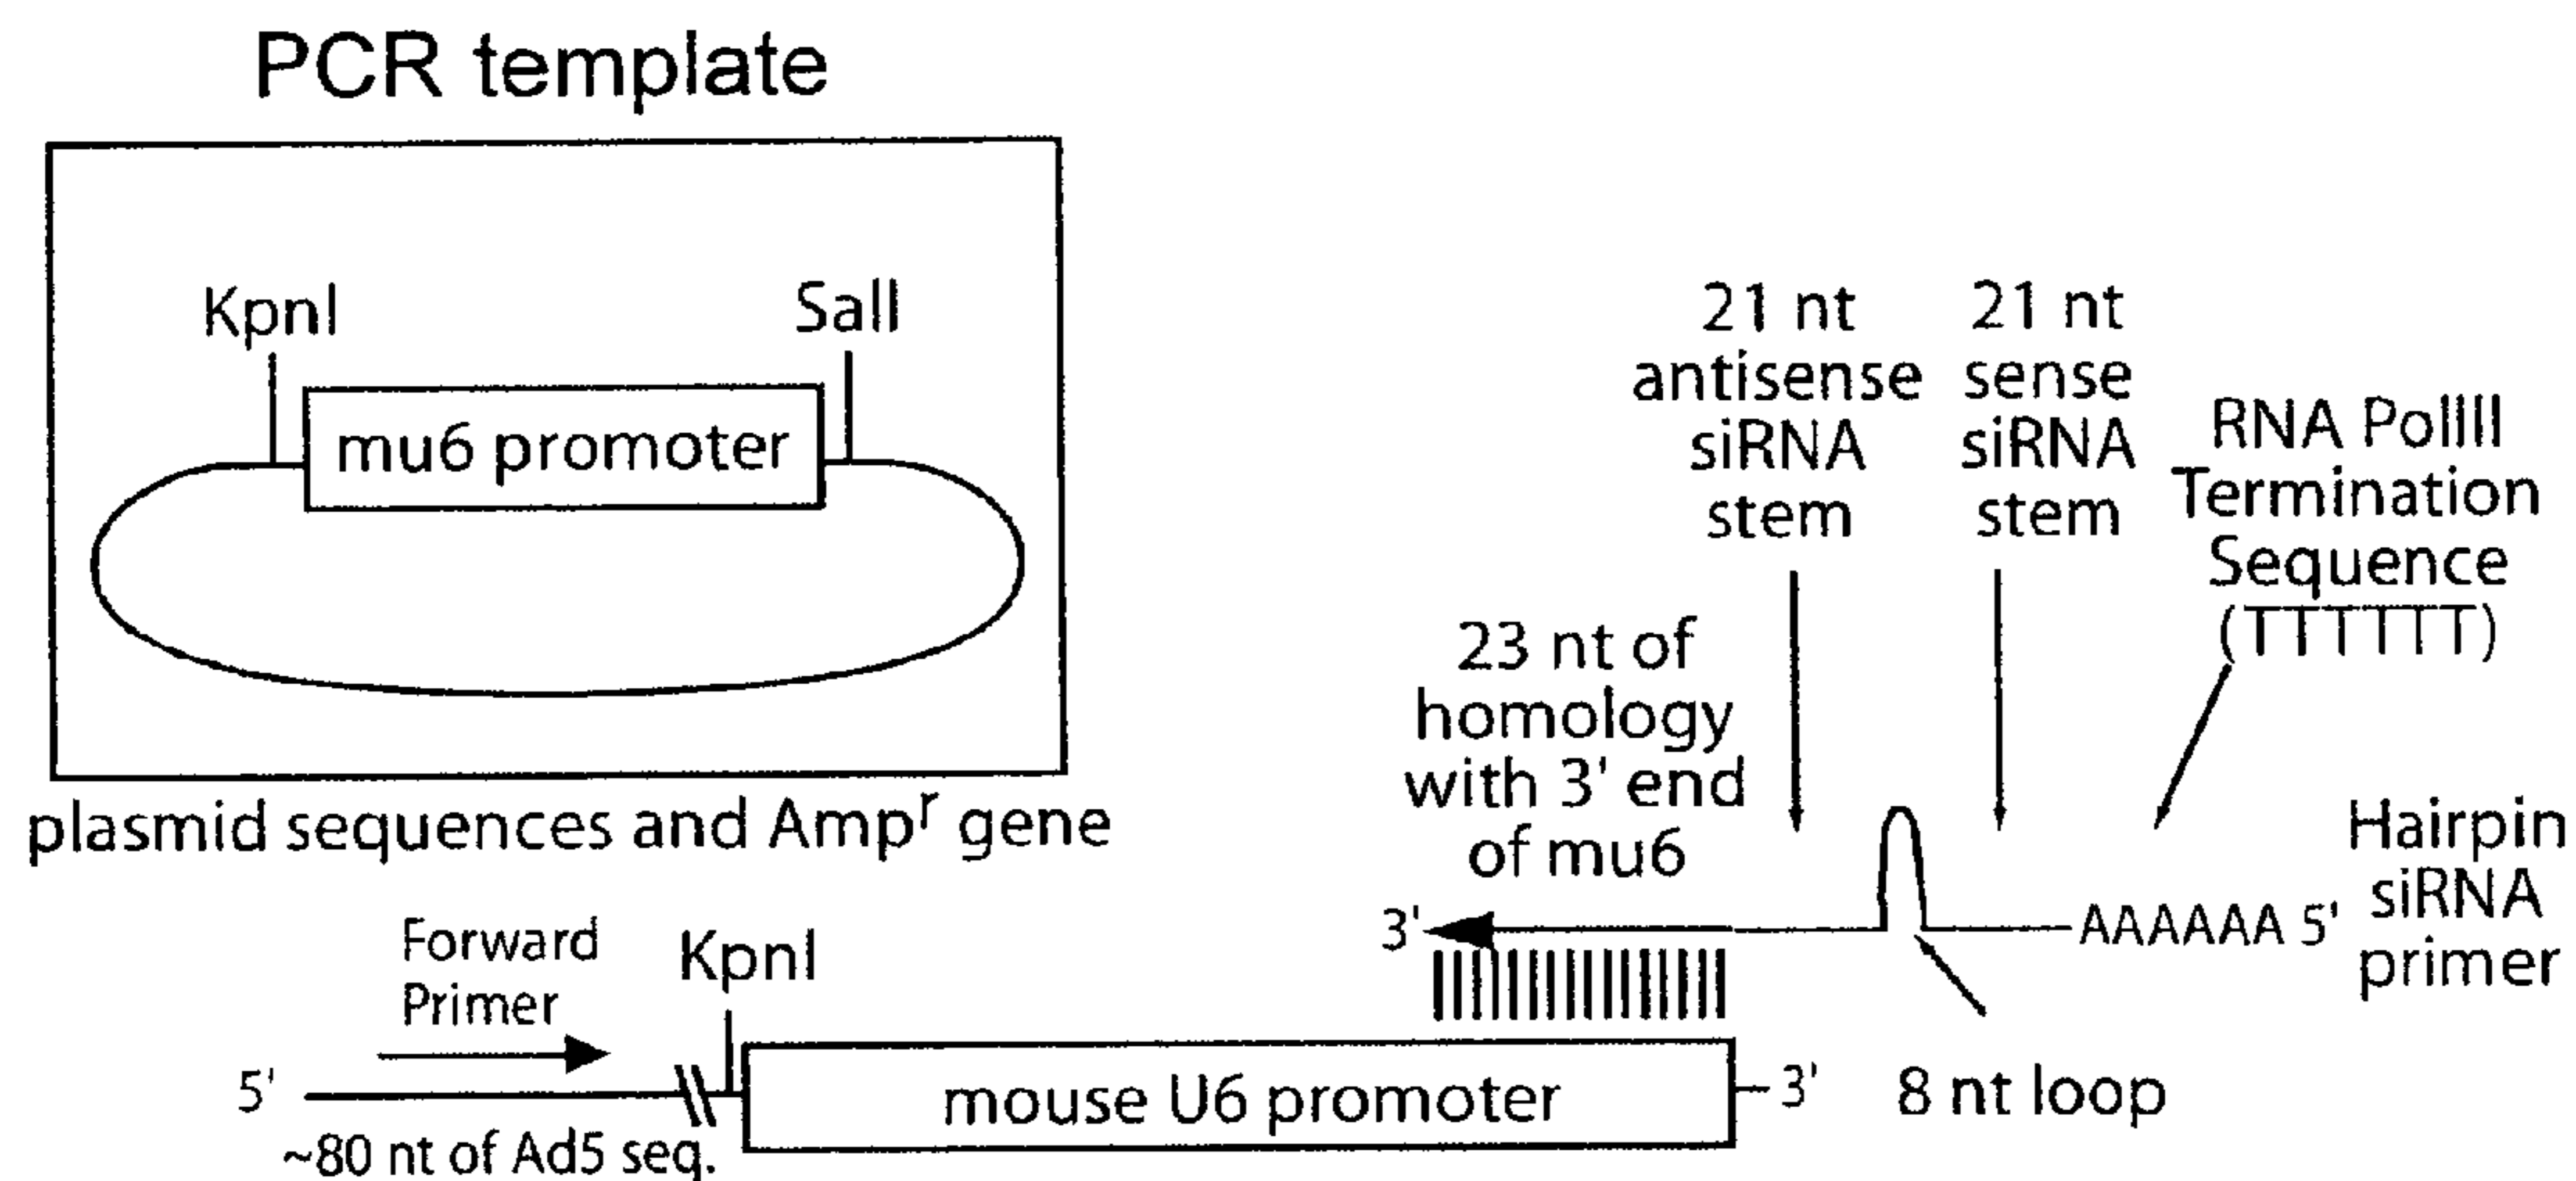 PCR template
KpnI
SalI
mu6 promoter
plasmid sequences and Ampʳ gene
21 nt
antisense
siRNA
stem
21 nt
sense
siRNA
stem
RNA PolIII
Termination
Sequence
(TTTTTT)
23 nt of
homology
with 3' end
of mu6
Hairpin
siRNA
primer
3'
AAAAAA 5'
Forward
Primer
KpnI
5'
mouse U6 promoter
3'
8 nt loop
~80 nt of Ad5 seq.